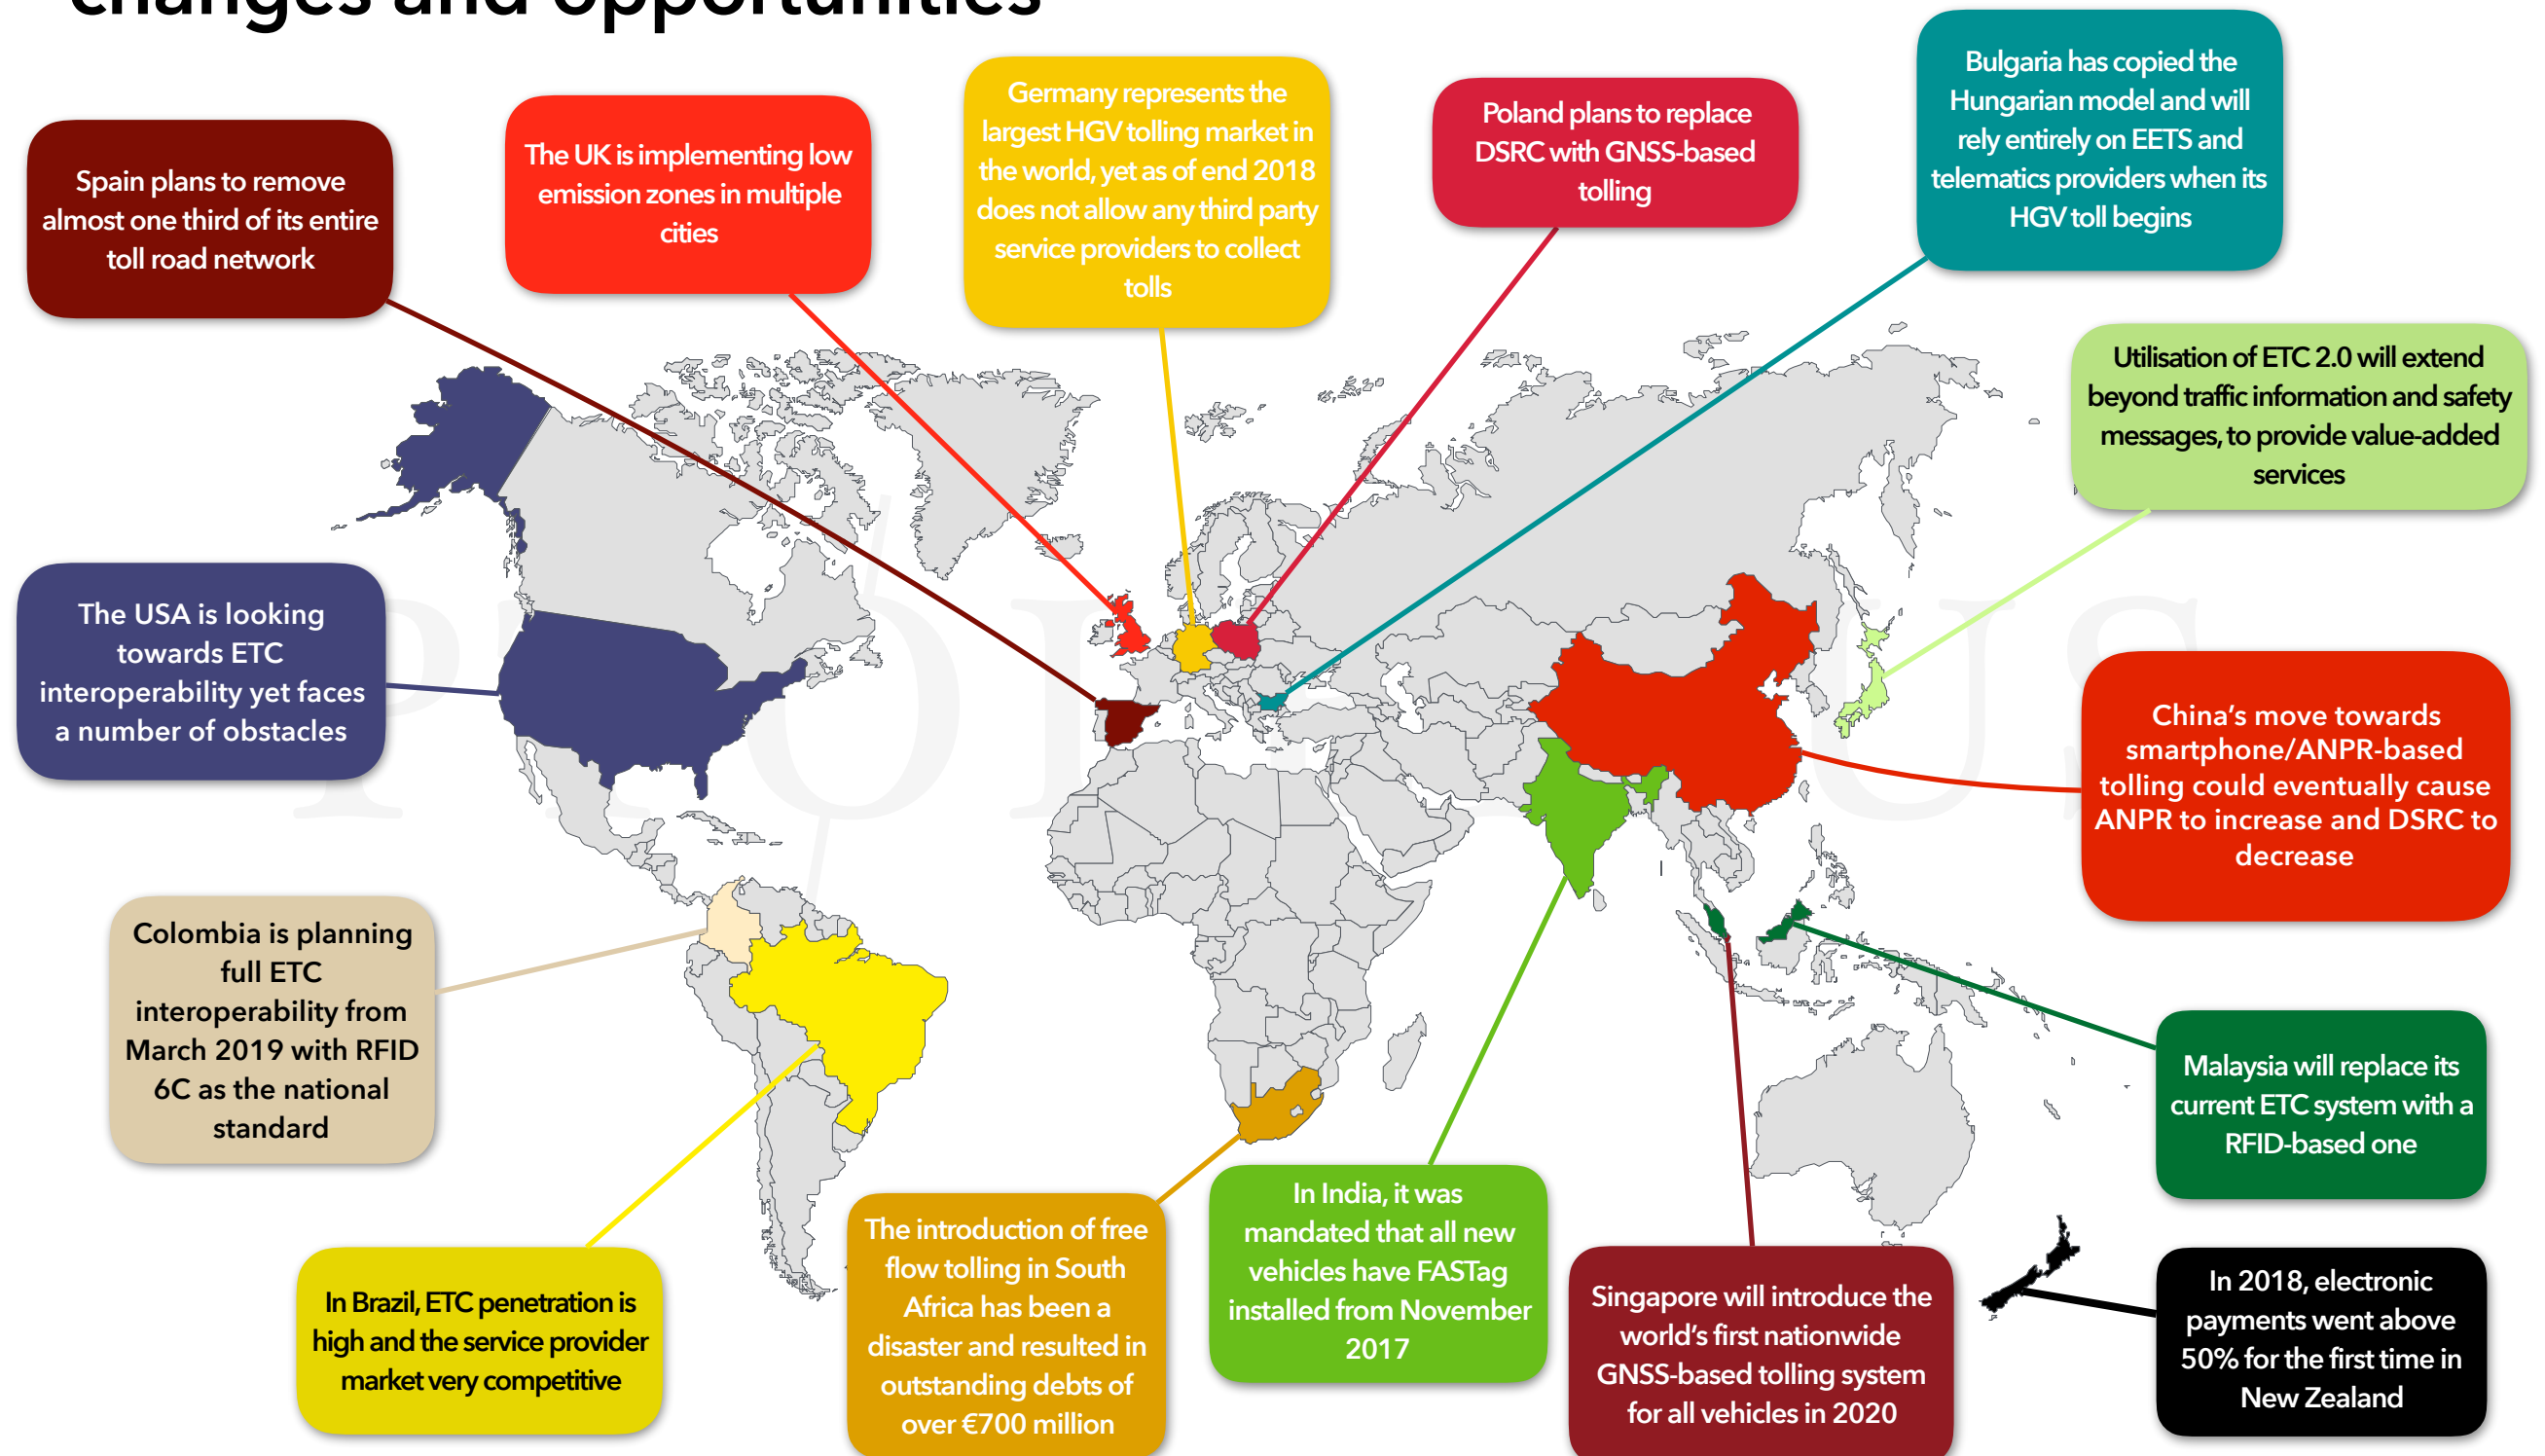 changes and opportunities
Spain plans to remove
almost one third of its entire
toll road network
The UK is implementing low
emission zones in multiple
cities
Germany represents the
largest HGV tolling market in
the world, yet as of end 2018
does not allow any third party
service providers to collect
tolls
Poland plans to replace
DSRC with GNSS-based
tolling
Bulgaria has copied the
Hungarian model and will
rely entirely on EETS and
telematics providers when its
HGV toll begins
Utilisation of ETC 2.0 will extend
beyond traffic information and safety
messages, to provide value-added
services
The USA is looking
towards ETC
interoperability yet faces
a number of obstacles
China's move towards
smartphone/ANPR-based
tolling could eventually cause
ANPR to increase and DSRC to
decrease
Colombia is planning
full ETC
interoperability from
March 2019 with RFID
6C as the national
standard
Malaysia will replace its
current ETC system with a
RFID-based one
In Brazil, ETC penetration is
high and the service provider
market very competitive
The introduction of free
flow tolling in South
Africa has been a
disaster and resulted in
outstanding debts of
over €700 million
In India, it was
mandated that all new
vehicles have FASTag
installed from November
2017
Singapore will introduce the
world's first nationwide
GNSS-based tolling system
for all vehicles in 2020
In 2018, electronic
payments went above
50% for the first time in
New Zealand